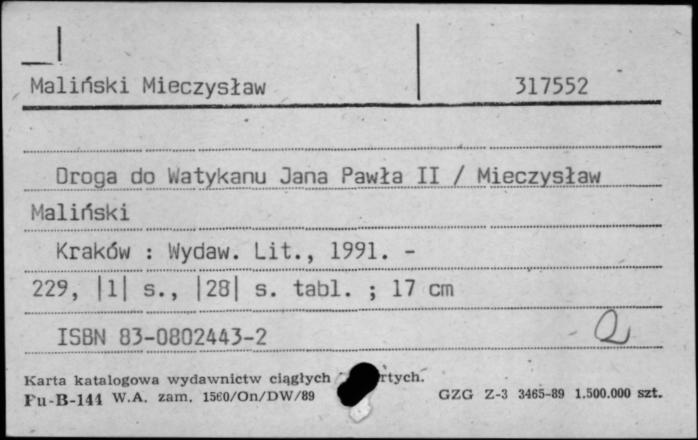 Maliński Mieczysław 317552
Droga do Watykanu Jana Pawła II / Mieczysław
Maliński
Kraków : Wydaw. Lit., 1991. -
229, |1| s., |28| s. tabl. ; 17 cm
ISBN 83-0802443-2
Karta katalogowa wydawnictw ciągłych
Pu-B-144 W.A. zam. 1560/On/DW/89 GZG Z-3 3465-89 1.500.000 szt.